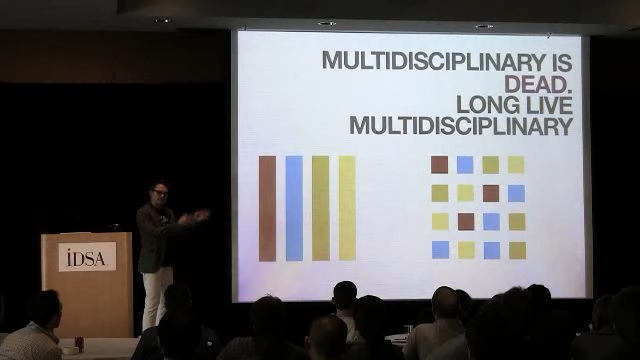 MULTIDISCIPLINARY IS
DEAD.
LONG LIVE
MULTIDISCIPLINARY
iDSA